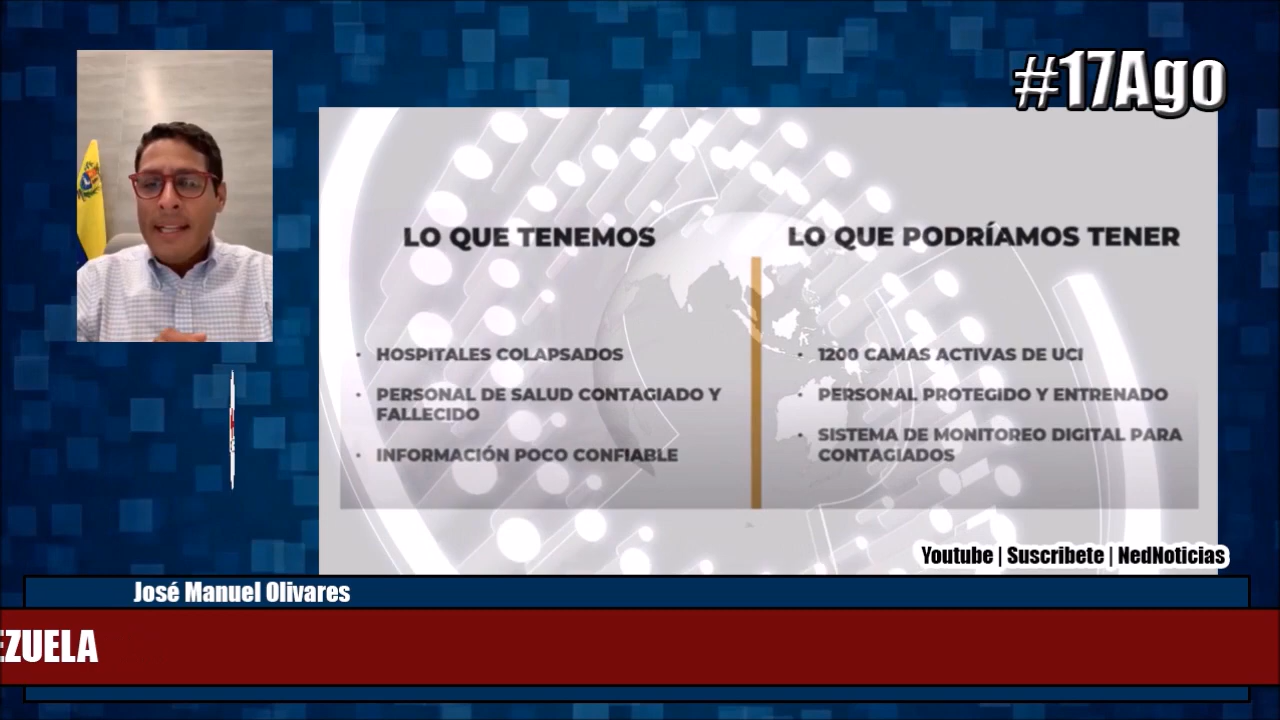 #17Ago
LO QUE TENEMOS
LO QUE PODRÍAMOS TENER
HOSPITALES COLAPSADOS
PERSONAL DE SALUD CONTAGIADO Y
FALLECIDO
INFORMACIÓN POCO CONFIABLE
1200 CAMAS ACTIVAS DE UCI
PERSONAL PROTEGIDO Y ENTRENADO
SISTEMA DE MONITOREO DIGITAL PARA
CONTAGIADOS
Youtube | Suscribete | NedNoticias
José Manuel Olivares
EZUELA